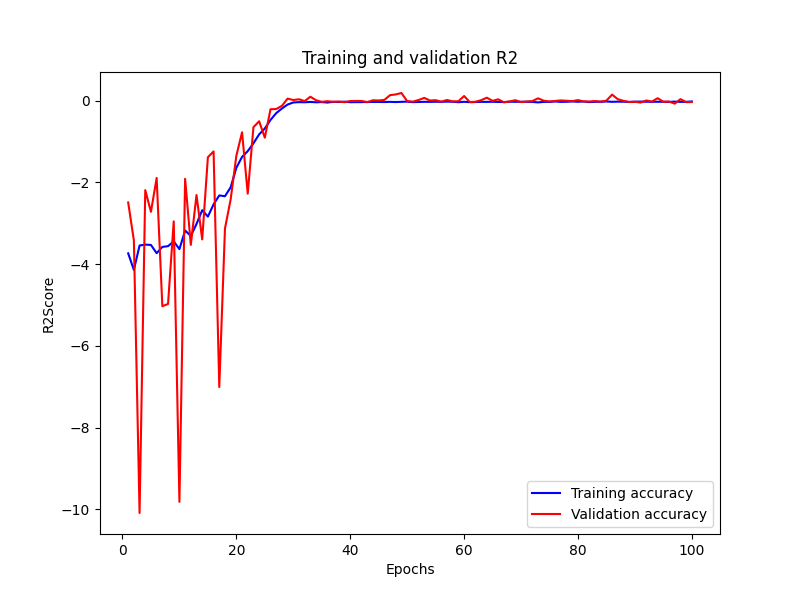 Training and validation R2
R2Score
0
−2
−4
−6
−8
−10
0 20 40 60 80 100
Epochs
Training accuracy
Validation accuracy